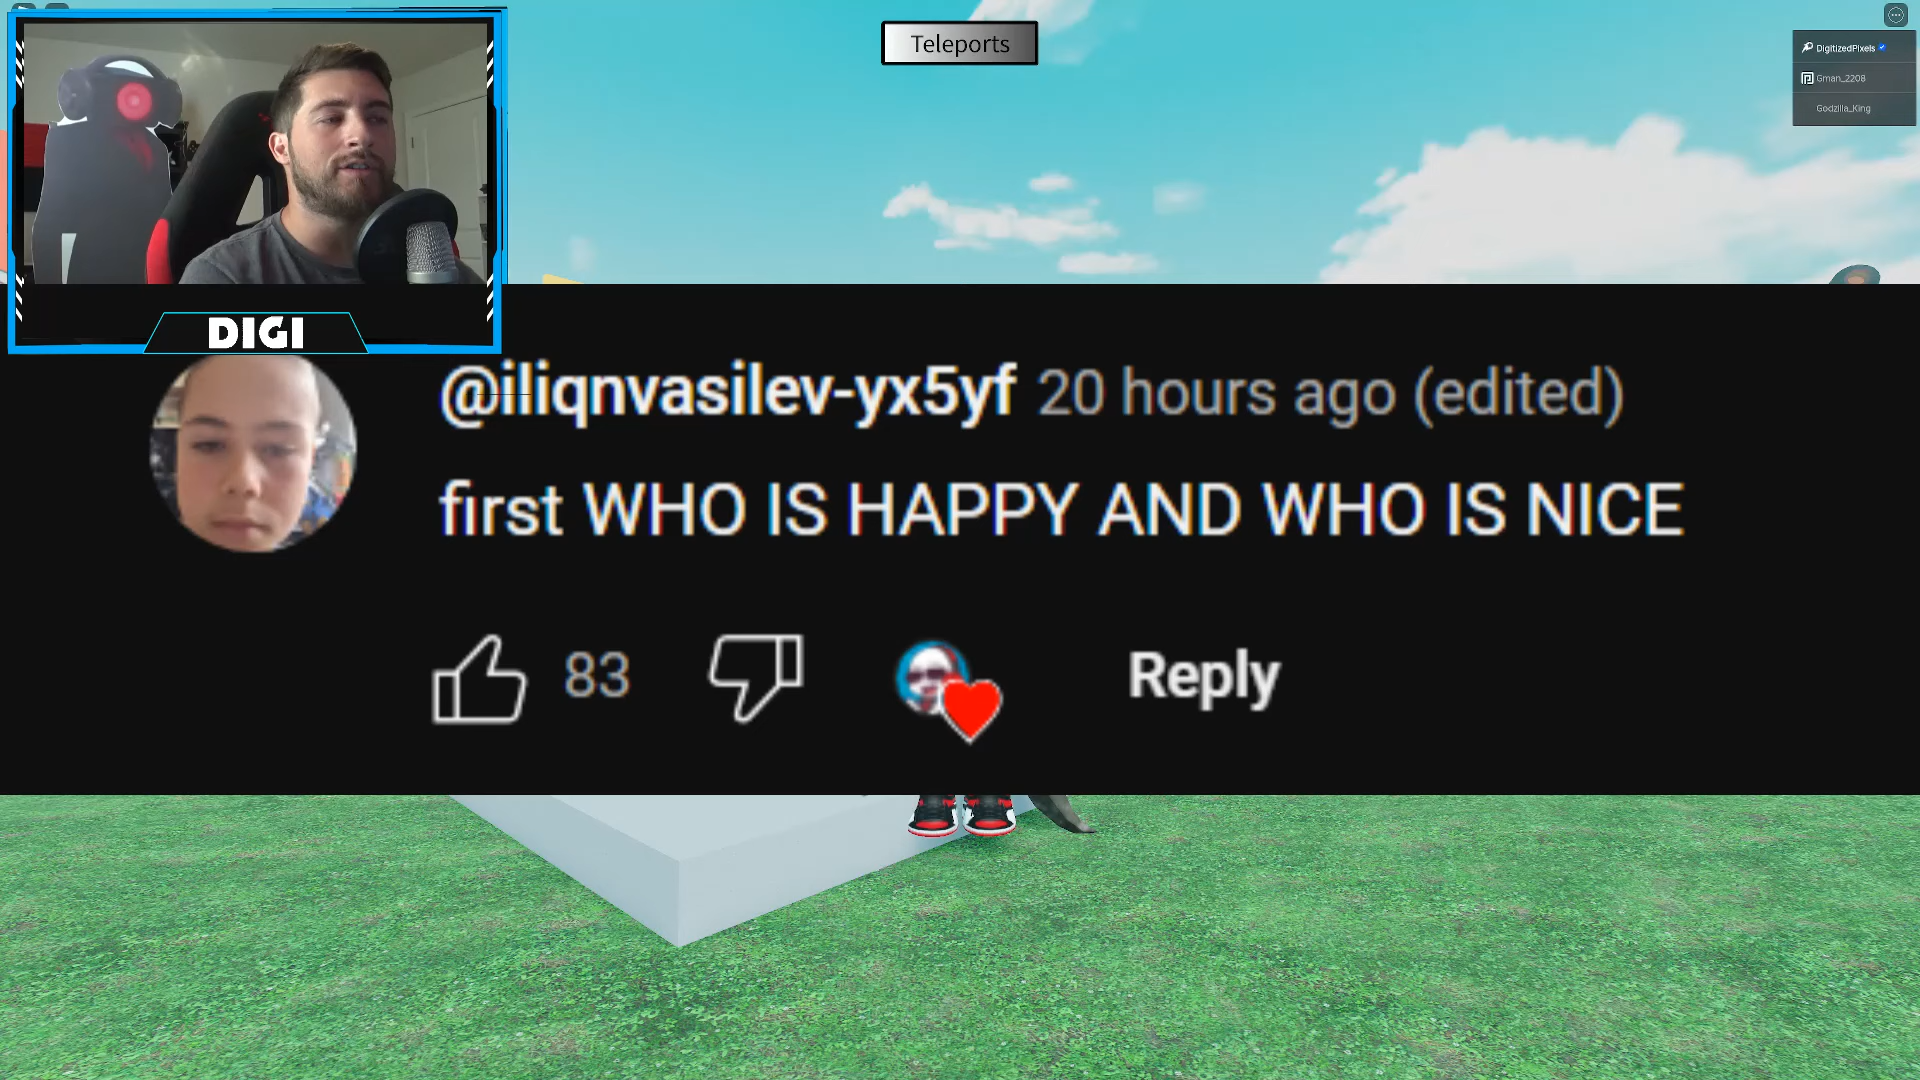 Teleports
DigitizedPixels
Gman_2208
Godzilla_King
DIGI
@iliqnvasilev-yx5yf 20 hours ago (edited)
first WHO IS HAPPY AND WHO IS NICE
83
Reply